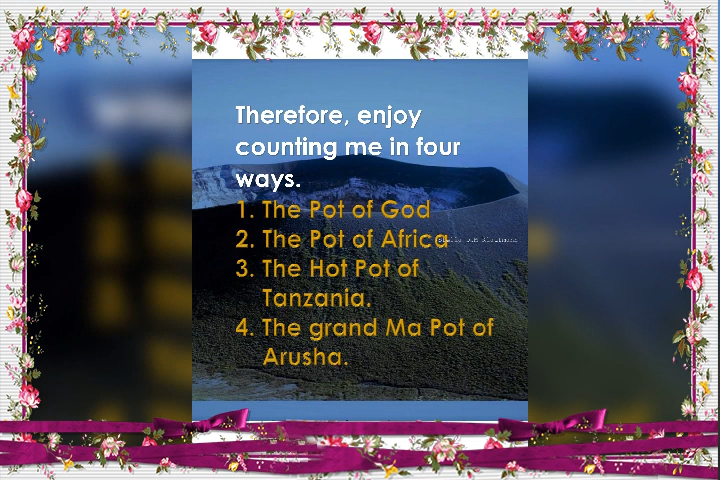 Therefore, enjoy
counting me in four
ways.
1. The Pot of God
2. The Pot of Africa
3. The Hot Pot of
Tanzania.
4. The grand Ma Pot of
Arusha.